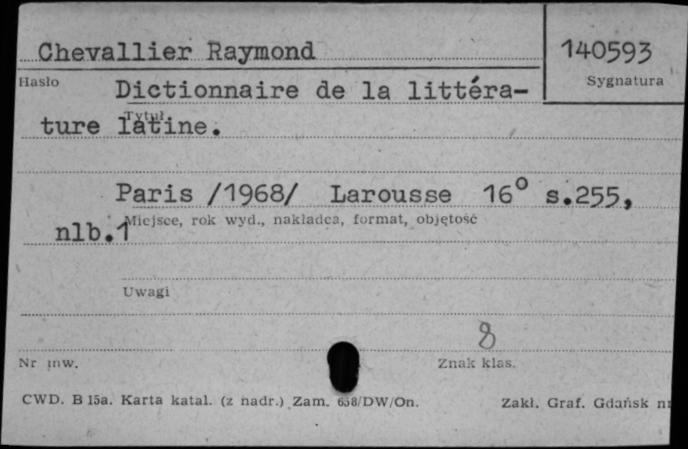 Chevallier Raymond
140593
Hasło
Sygnatura
Dictionnaire de la littéra-
Tytuł
ture latine.
Paris /1968/ Larousse 16° s.255,
Miejsce, rok wyd., nakładca, format, objętość
nlb.1
Uwagi
8
Nr inw.
Znak klas.
CWD. B 15a. Karta katal. (z nadr.) Zam. 658/DW/On.
Zakł. Graf. Gdańsk